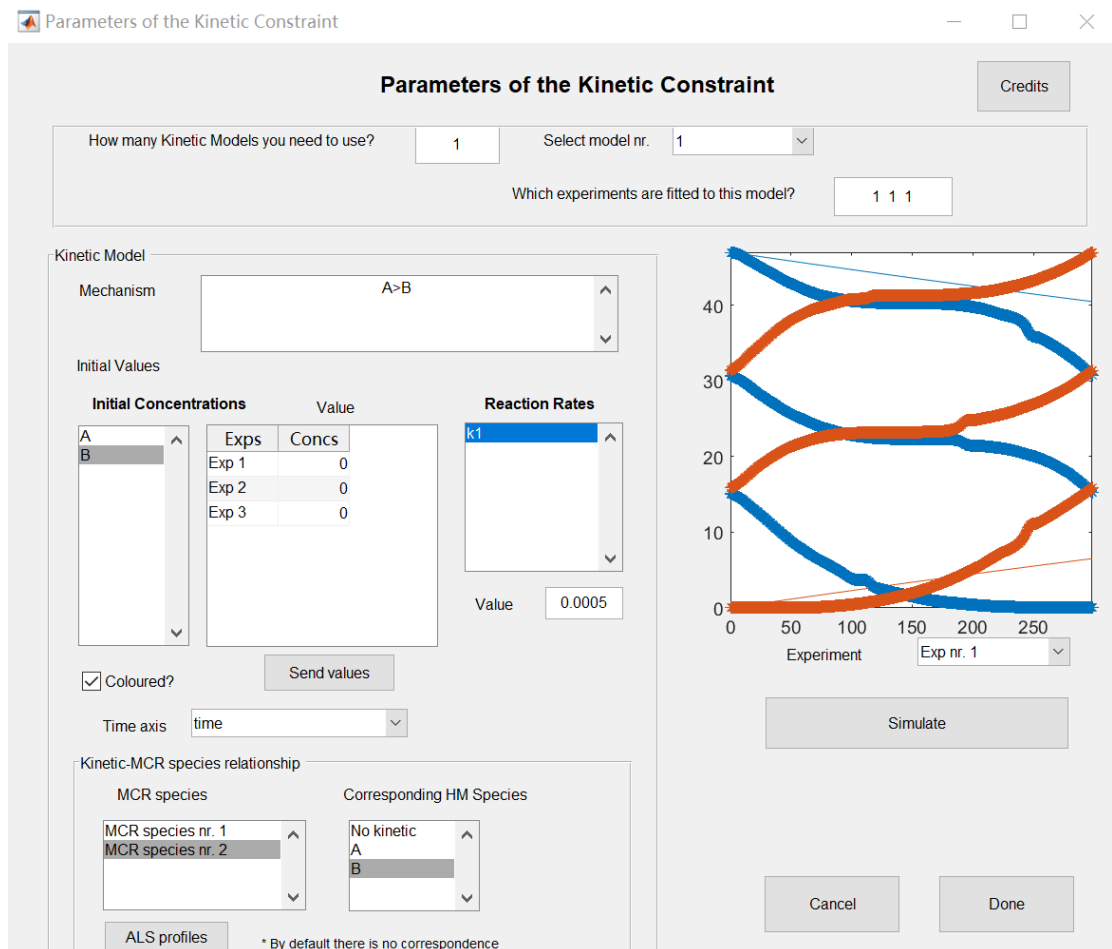 Parameters of the Kinetic Constraint
Parameters of the Kinetic Constraint
Credits
How many Kinetic Models you need to use?
1
Select model nr.
1
Which experiments are fitted to this model?
1 1 1
Kinetic Model
Mechanism
A>B
Initial Values
Initial Concentrations
Value
Reaction Rates
A
B
Exps Concs
Exp 1 0
Exp 2 0
Exp 3 0
k1
Value
0.0005
Coloured?
Send values
Time axis
time
Kinetic-MCR species relationship
MCR species
Corresponding HM Species
MCR species nr. 1
MCR species nr. 2
No kinetic
A
B
ALS profiles
* By default there is no correspondence
40
30
20
10
0
0 50 100 150 200 250
Experiment
Exp nr. 1
Simulate
Cancel
Done